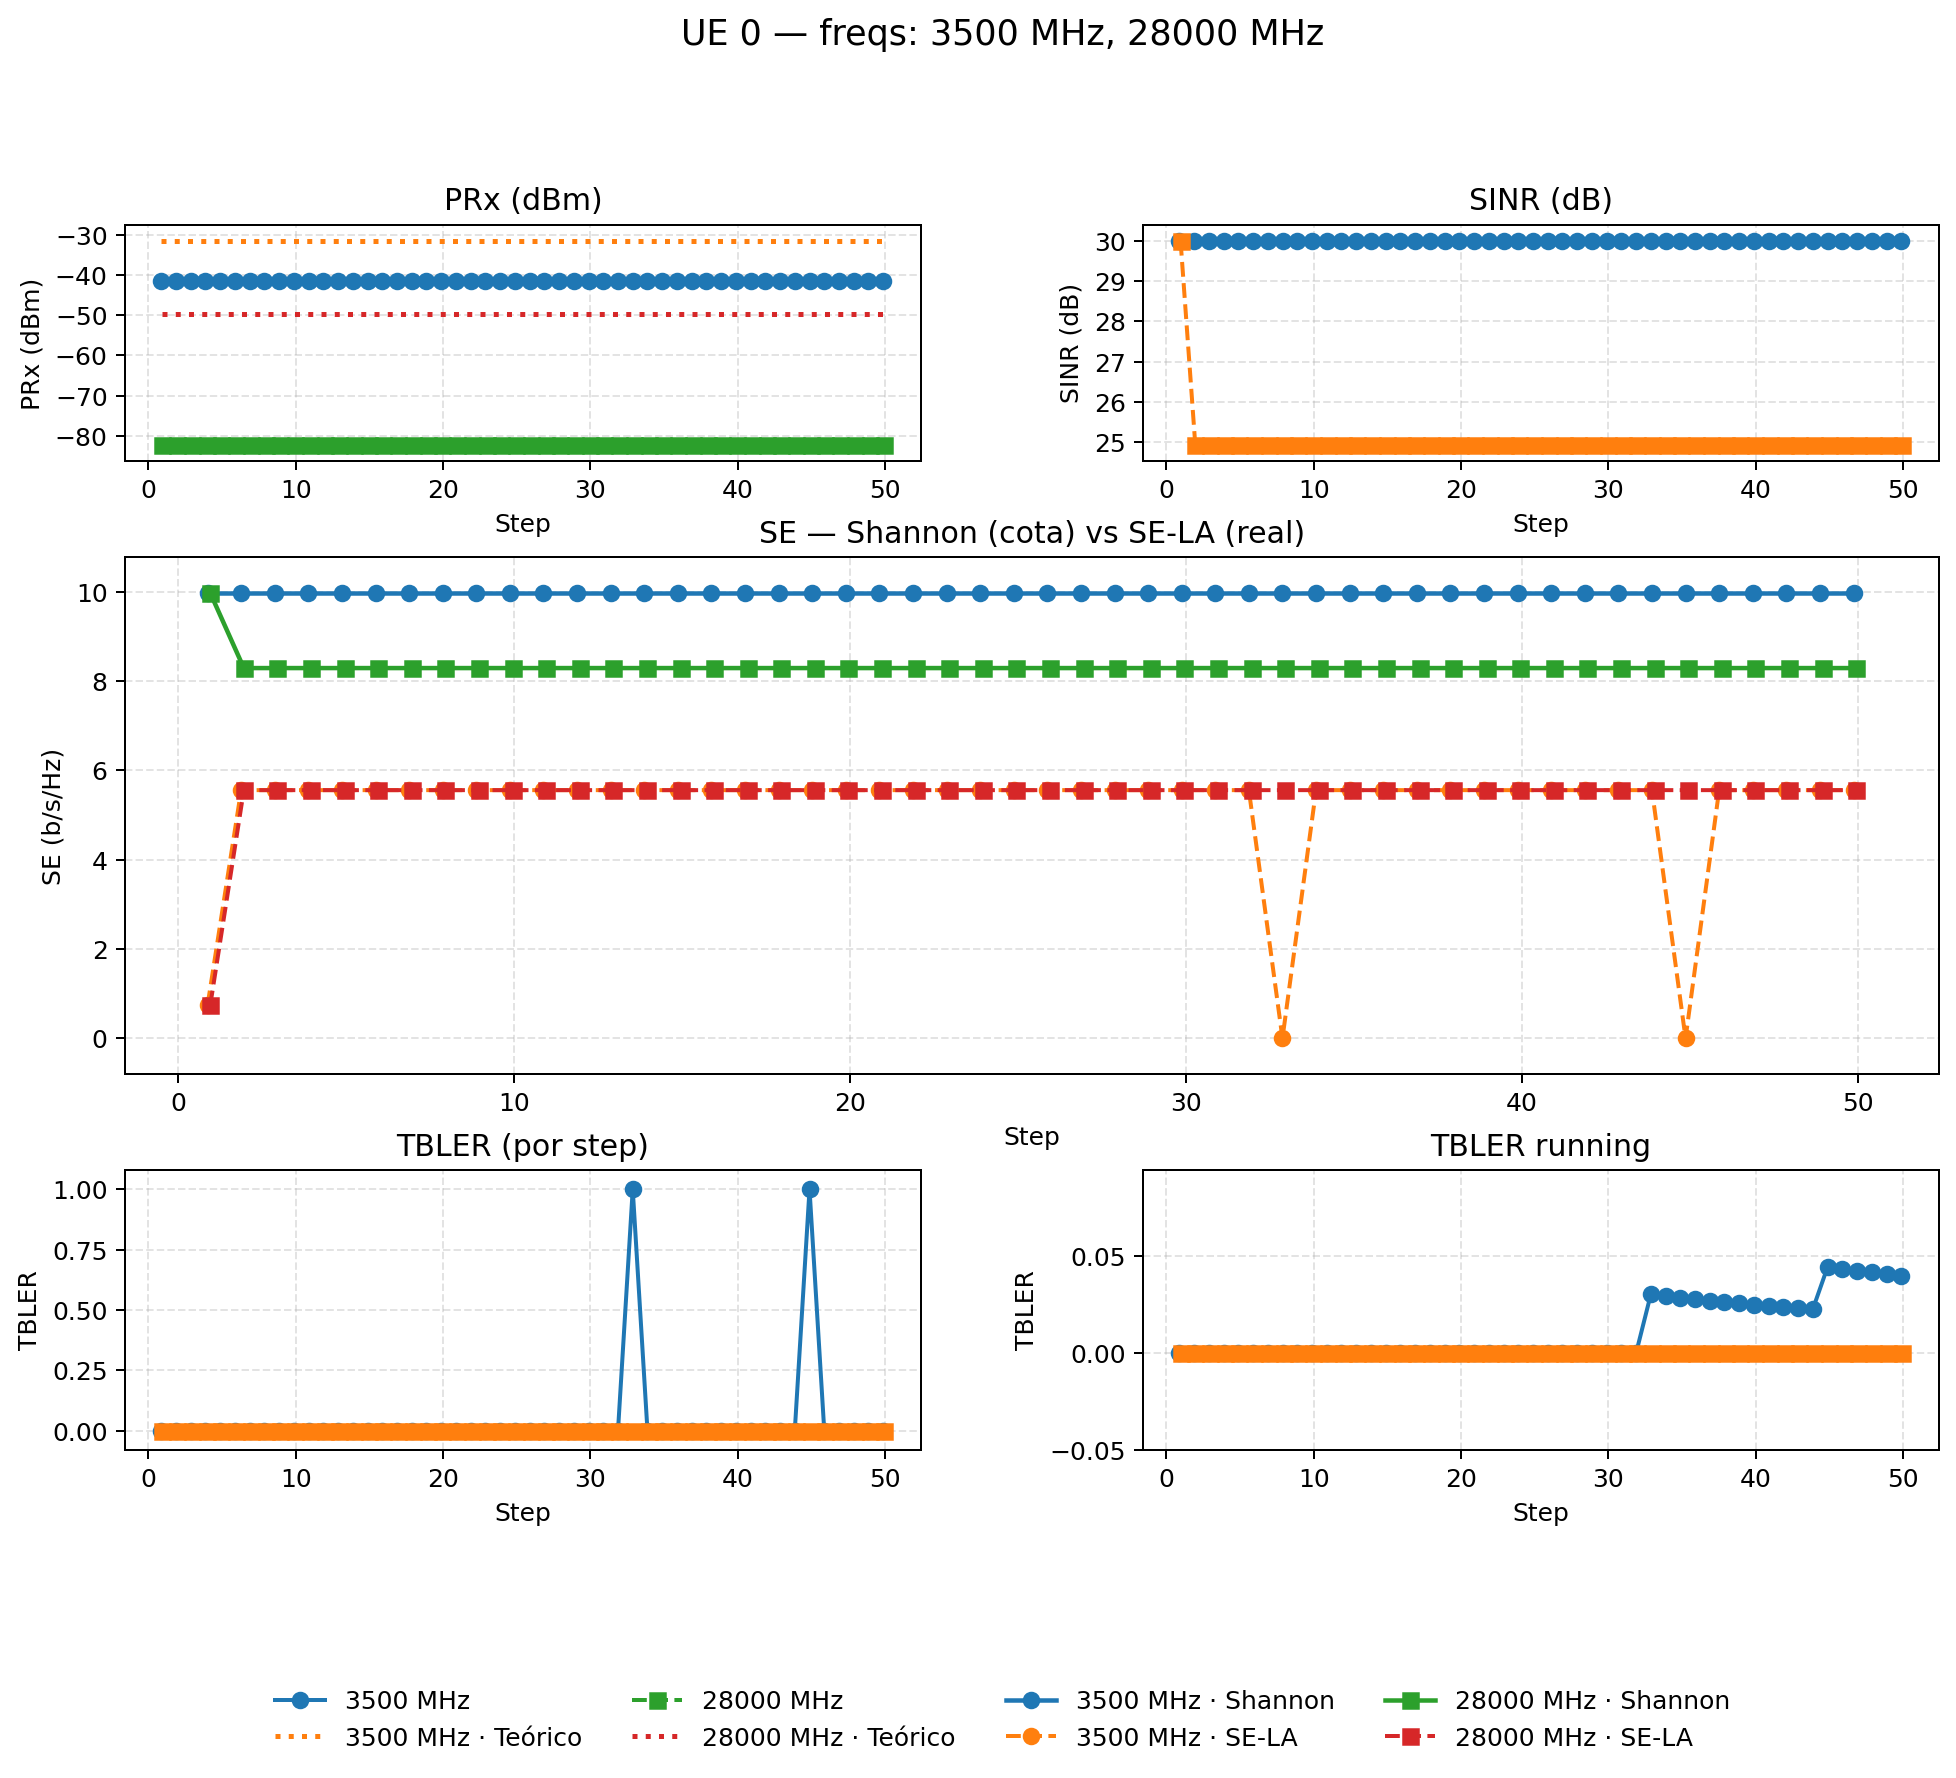 UE 0 — freqs: 3500 MHz, 28000 MHz
PRx (dBm)
PRx (dBm)
−30
−40
−50
−60
−70
−80
0 10 20 30 40 50
Step
SINR (dB)
SINR (dB)
30
29
28
27
26
25
0 10 20 30 40 50
Step
SE — Shannon (cota) vs SE-LA (real)
SE (b/s/Hz)
10
8
6
4
2
0
0 10 20 30 40 50
Step
TBLER (por step)
TBLER
1.00
0.75
0.50
0.25
0.00
0 10 20 30 40 50
Step
TBLER running
TBLER
0.05
0.00
−0.05
0 10 20 30 40 50
Step
3500 MHz
3500 MHz · Teórico
28000 MHz
28000 MHz · Teórico
3500 MHz · Shannon
3500 MHz · SE-LA
28000 MHz · Shannon
28000 MHz · SE-LA